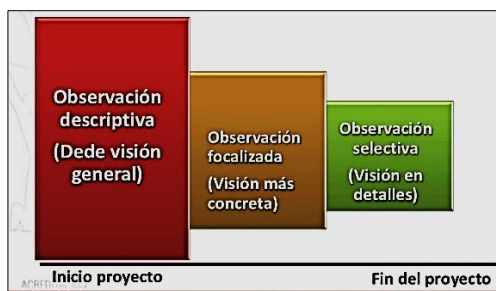 Observación
descriptiva
(Dede visión
general)
Observación
focalizada
(Visión más
concreta)
Observación
selectiva
(Visión en
detalles)
Inicio proyecto
Fin del proyecto